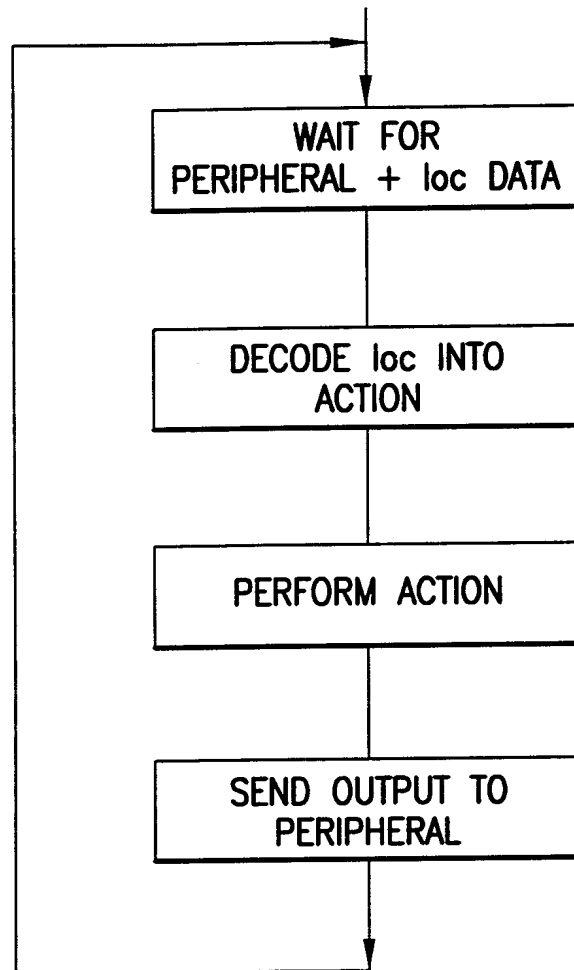 WAIT FOR
PERIPHERAL + loc DATA
DECODE loc INTO
ACTION
PERFORM ACTION
SEND OUTPUT TO
PERIPHERAL